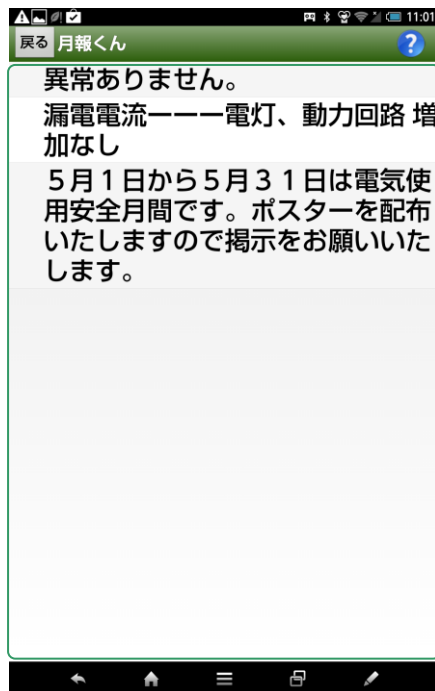 11:01
戻る 月報くん ?
異常ありません。
漏電電流ーーー電灯、動力回路 増
加なし
５月１日から５月３１日は電気使
用安全月間です。ポスターを配布
いたしますので掲示をお願いいた
します。